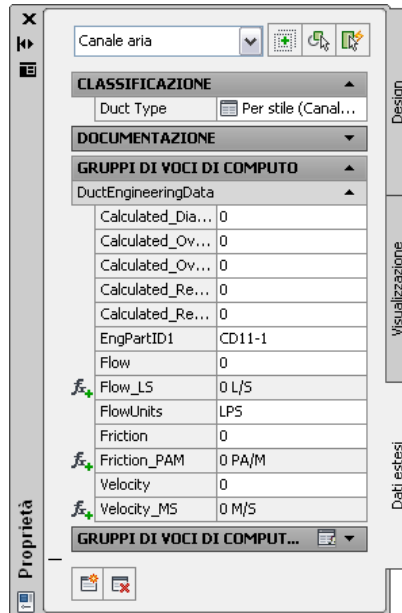 Canale aria
CLASSIFICAZIONE
Duct Type Per stile (Canal...
DOCUMENTAZIONE
GRUPPI DI VOCI DI COMPUTO
DuctEngineeringData
Calculated_Dia... 0
Calculated_Ov... 0
Calculated_Ov... 0
Calculated_Re... 0
Calculated_Re... 0
EngPartID1 CD11-1
Flow 0
Flow_LS 0 L/S
FlowUnits LPS
Friction 0
Friction_PAM 0 PA/M
Velocity 0
Velocity_MS 0 M/S
GRUPPI DI VOCI DI COMPUT...
Proprietà
Design
Visualizzazione
Dati estesi